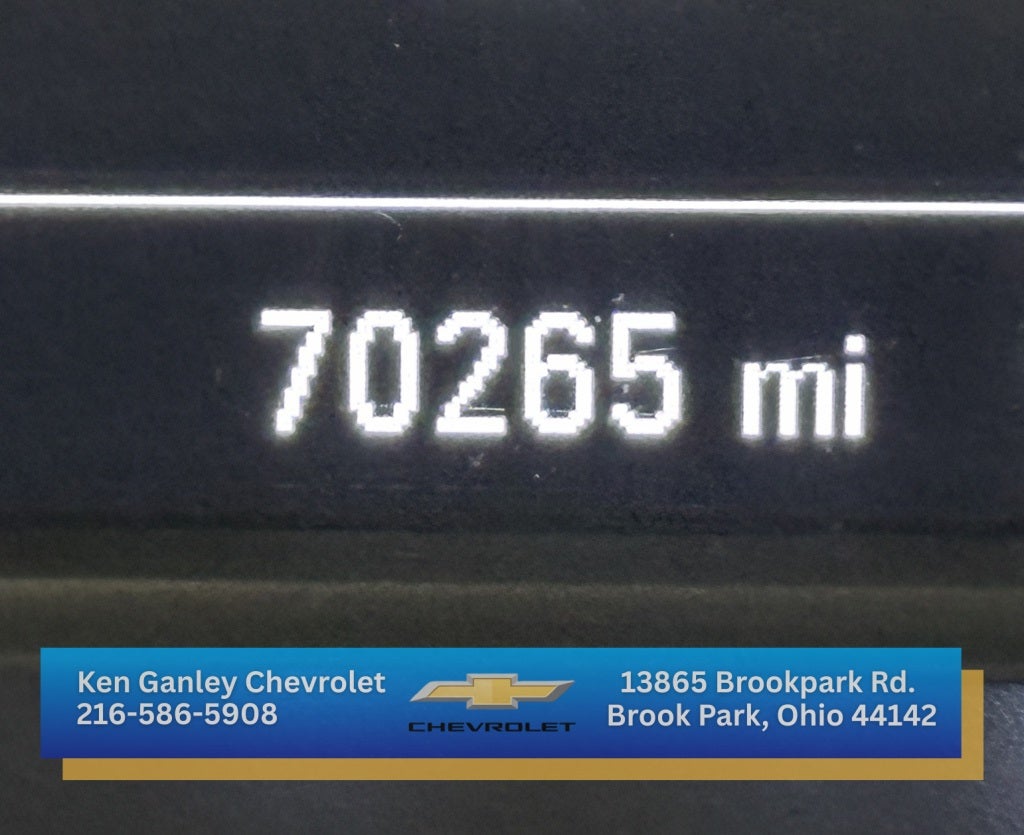 70265 mi
Ken Ganley Chevrolet
216-586-5908
CHEVROLET
13865 Brookpark Rd.
Brook Park, Ohio 44142